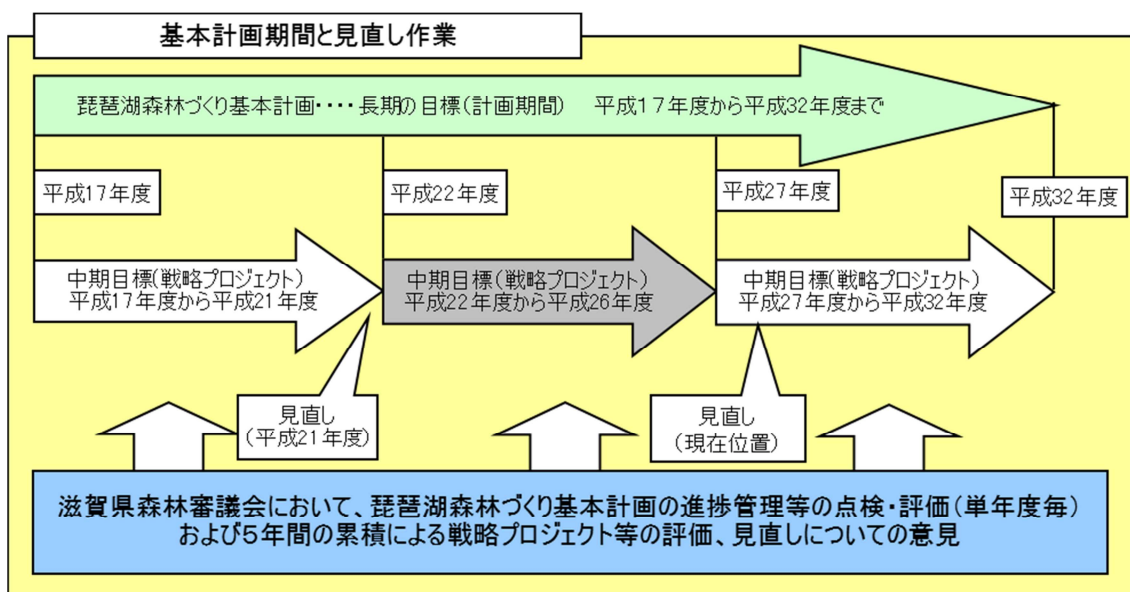 基本計画期間と見直し作業
琵琶湖森林づくり基本計画････長期の目標(計画期間)　平成17年度から平成32年度まで
平成17年度
平成22年度
平成27年度
平成32年度
中期目標(戦略プロジェクト)
平成17年度から平成21年度
中期目標(戦略プロジェクト)
平成22年度から平成26年度
中期目標(戦略プロジェクト)
平成27年度から平成32年度
見直し
(平成21年度)
見直し
(現在位置)
滋賀県森林審議会において、琵琶湖森林づくり基本計画の進捗管理等の点検・評価(単年度毎)
および5年間の累積による戦略プロジェクト等の評価、見直しについての意見